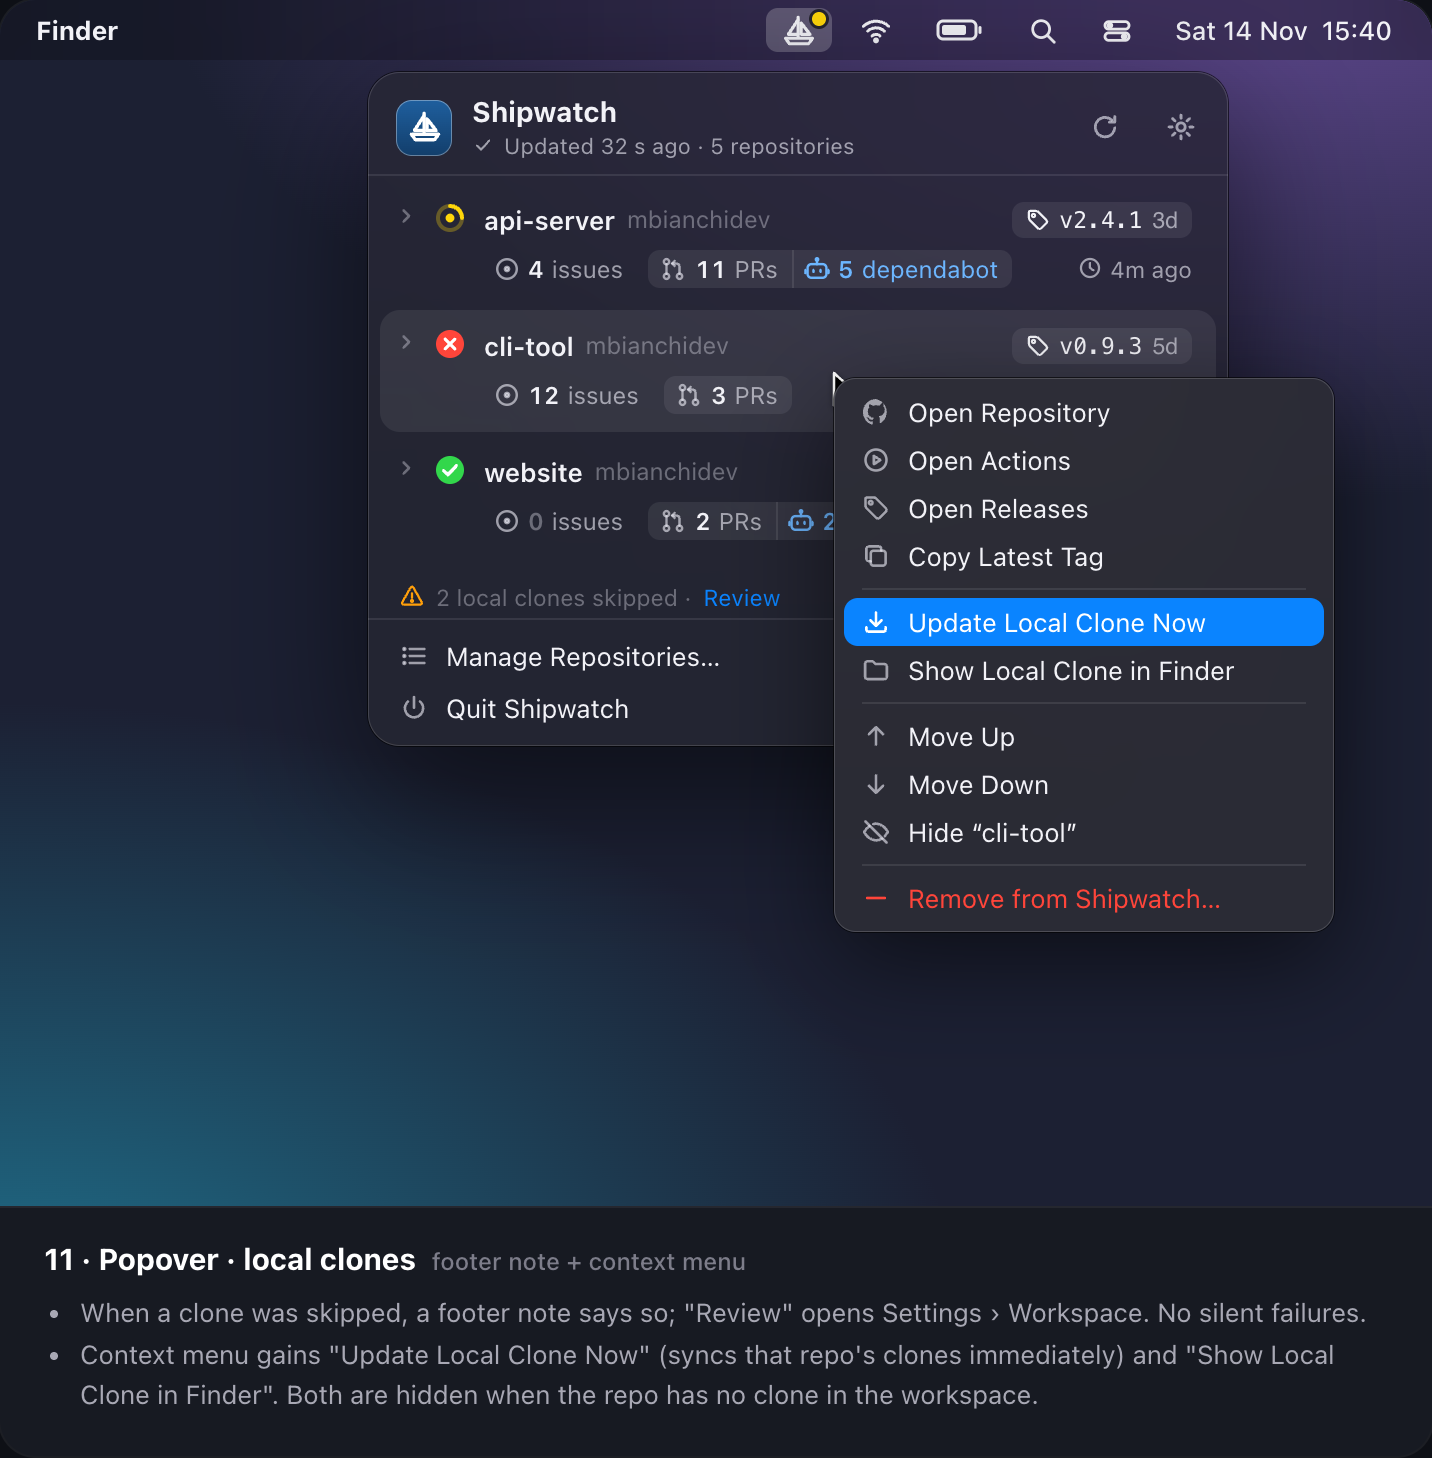 Finder
Sat 14 Nov 15:40
Shipwatch
Updated 32 s ago · 5 repositories
api-server mbianchidev v2.4.1 3d
4 issues 11 PRs 5 dependabot 4m ago
cli-tool mbianchidev v0.9.3 5d
12 issues 3 PRs
website mbianchidev
0 issues 2 PRs 2
2 local clones skipped · Review
Manage Repositories...
Quit Shipwatch
Open Repository
Open Actions
Open Releases
Copy Latest Tag
Update Local Clone Now
Show Local Clone in Finder
Move Up
Move Down
Hide “cli-tool”
Remove from Shipwatch...
11 · Popover · local clones footer note + context menu
• When a clone was skipped, a footer note says so; "Review" opens Settings › Workspace. No silent failures.
• Context menu gains "Update Local Clone Now" (syncs that repo's clones immediately) and "Show Local
Clone in Finder". Both are hidden when the repo has no clone in the workspace.